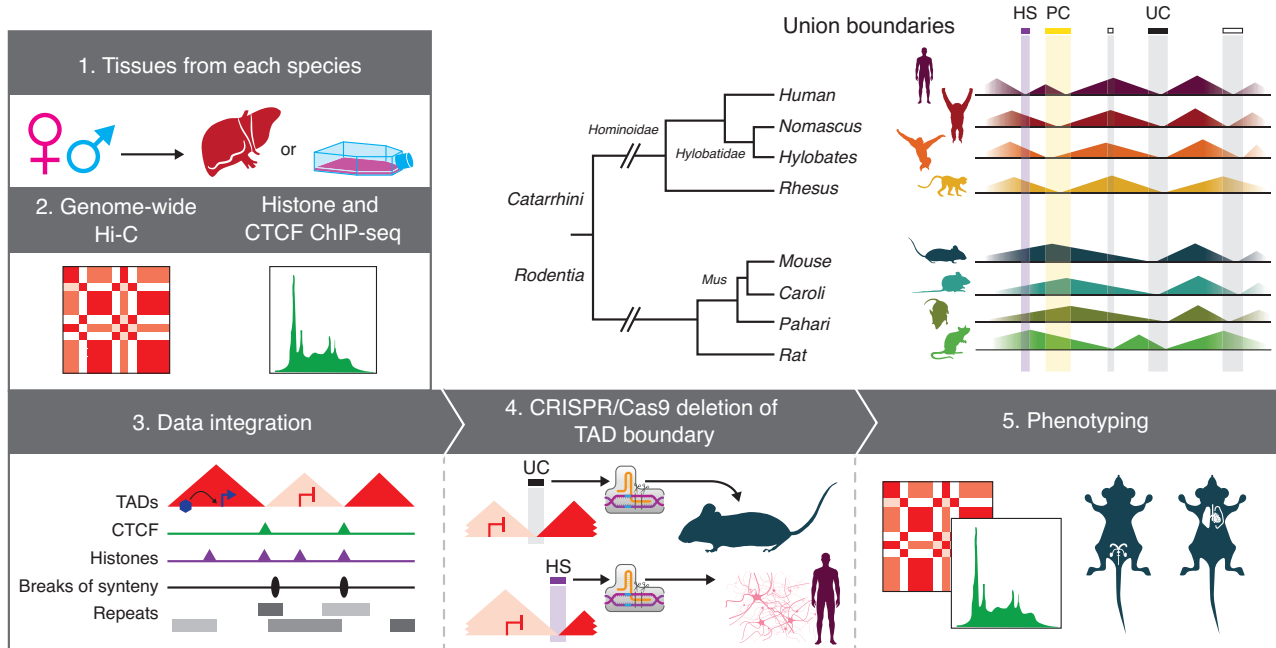 1. Tissues from each species
or
2. Genome-wide
Hi-C
Histone and
CTCF ChIP-seq
Union boundaries
HS
PC
UC
Human
Hominoidae
Nomascus
Hylobatidae
Hylobates
Rhesus
Catarrhini
Rodentia
Mouse
Mus
Caroli
Pahari
Rat
3. Data integration
TADs
CTCF
Histones
Breaks of synteny
Repeats
4. CRISPR/Cas9 deletion of
TAD boundary
UC
HS
5. Phenotyping